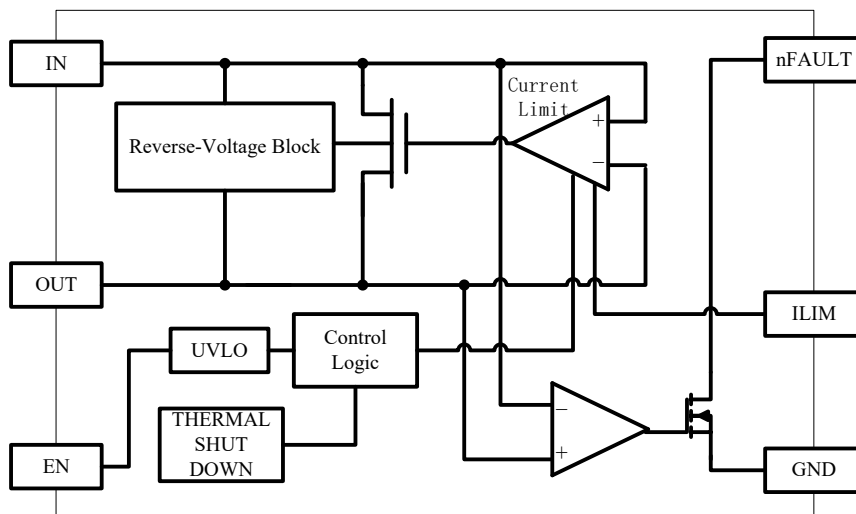 IN
nFAULT
Current
Limit
+
Reverse-Voltage Block
−
OUT
ILIM
UVLO
Control
Logic
−
THERMAL
SHUT
DOWN
+
EN
GND